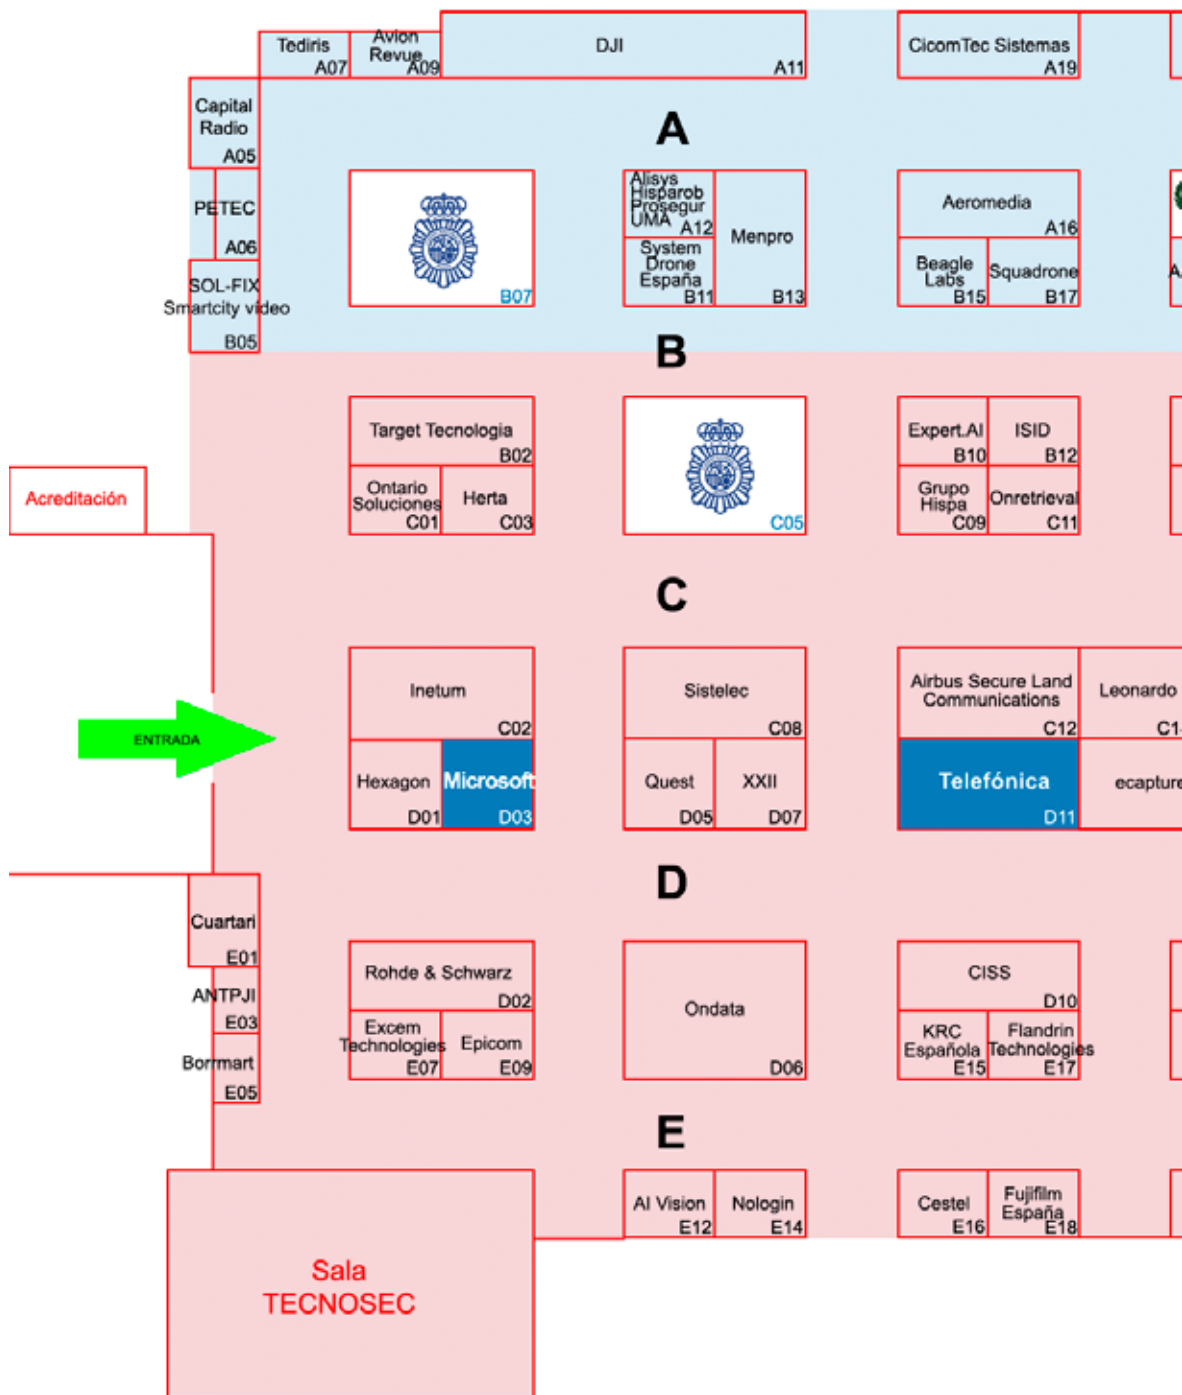 Tediris
A07
Avion
Revue
A09
DJI
A11
CicomTec Sistemas
A19
Capital
Radio
A05
A
PETEC
A06
B07
Alisys
Hisparob
Prosegur
UMA
A12
Menpro
B13
System
Drone
España
B11
Aeromedia
A16
Beagle
Labs
B15
Squadrone
B17
SOL-FIX
Smartcity video
B05
B
Target Tecnologia
B02
Ontario
Soluciones
C01
Herta
C03
C05
Expert.AI
B10
ISID
B12
Grupo
Hispa
C09
Onretrieval
C11
Acreditación
C
Inetum
C02
Sistelec
C08
Airbus Secure Land
Communications
C12
Leonardo
ENTRADA
Hexagon
D01
Microsoft
D03
Quest
D05
XXII
D07
Telefónica
D11
ecapture
D
Cuartari
E01
ANTPJI
E03
Borrmart
E05
Rohde & Schwarz
D02
Excem
Technologies
E07
Epicom
E09
Ondata
D06
CISS
D10
KRC
Española
E15
Flandrin
Technologies
E17
E
AI Vision
E12
Nologin
E14
Cestel
E16
Fujifilm
España
E18
Sala
TECNOSEC